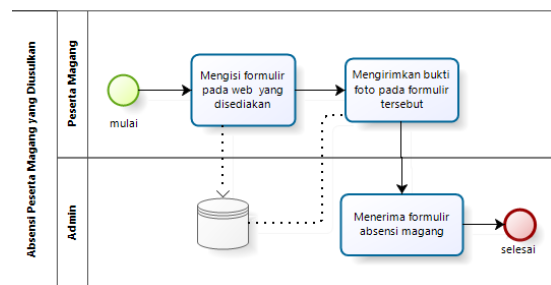 Absensi Peserta Magang yang Diusulkan
Peserta Magang
mulai
Mengisi formulir
pada web yang
disediakan
Mengirimkan bukti
foto pada formulir
tersebut
Admin
Menerima formulir
absensi magang
selesai